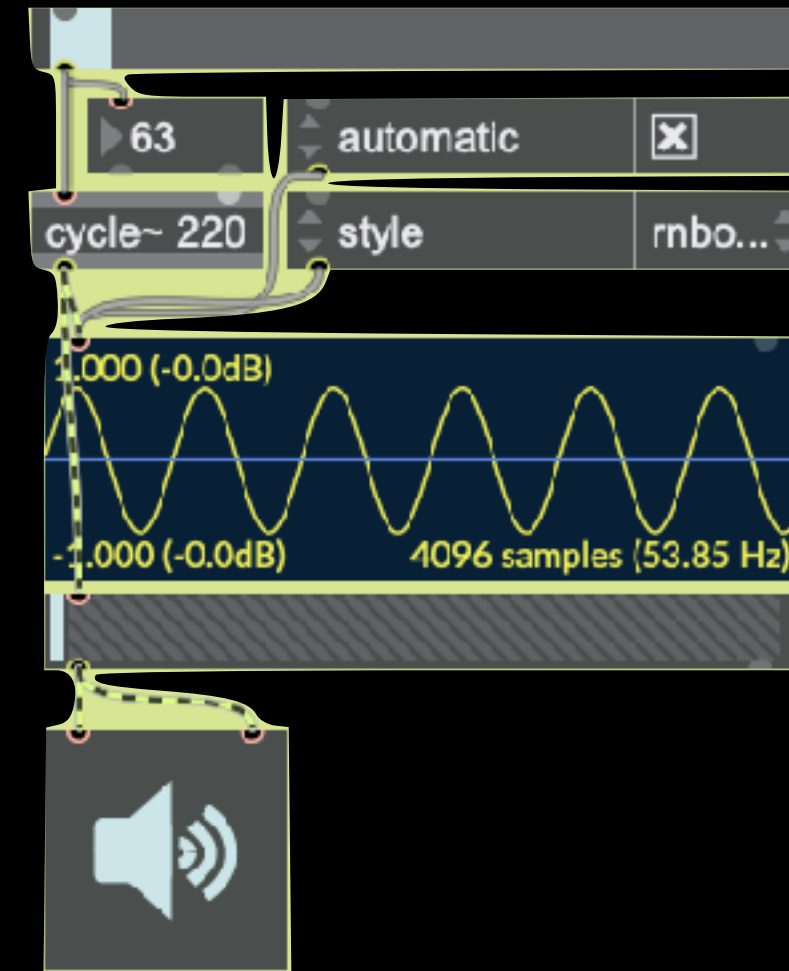 63
automatic
cycle~ 220
style
rnbo...
1.000 (-0.0dB)
-1.000 (-0.0dB)
4096 samples (53.85 Hz)